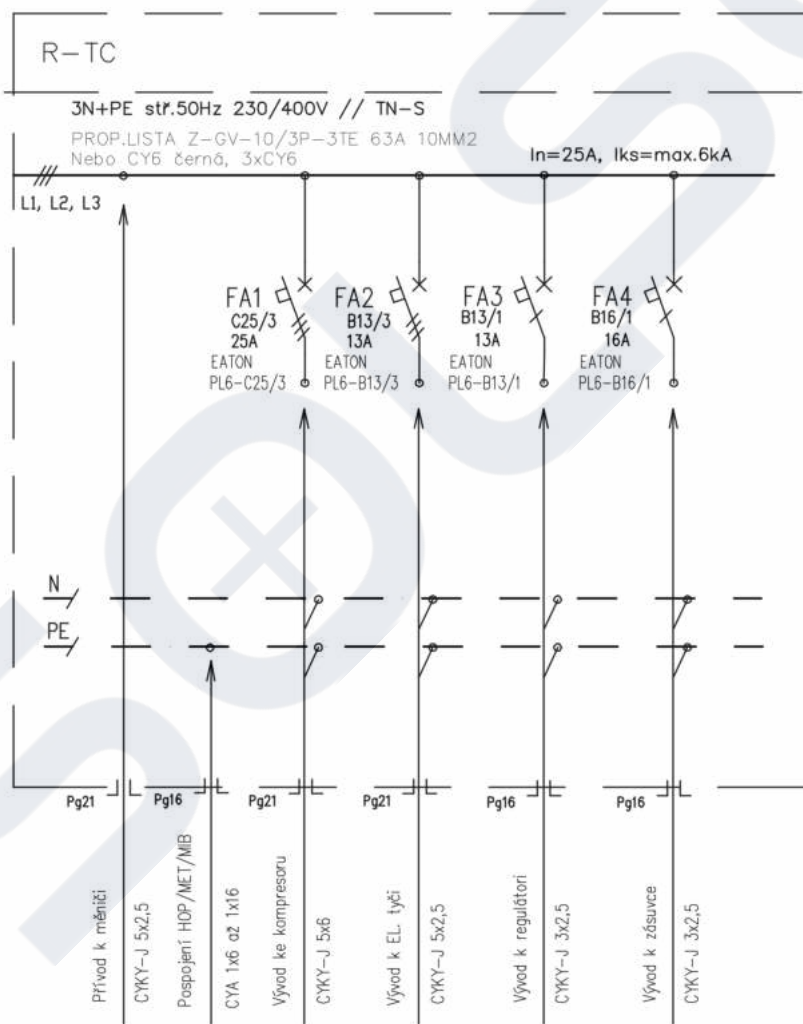 R-TC
3N+PE stř.50Hz 230/400V // TN-S
PROP.LISTA Z-GV-10/3P-3TE 63A 10MM2
Nebo CY6 černá, 3xCY6
In=25A, Iks=max.6kA
L1, L2, L3
FA1
C25/3
25A
EATON
PL6-C25/3
FA2
B13/3
13A
EATON
PL6-B13/3
FA3
B13/1
13A
EATON
PL6-B13/1
FA4
B16/1
16A
EATON
PL6-B16/1
N
PE
Pg21
Pg16
Pg21
Pg21
Pg16
Pg16
Přívod k měniči
CYKY-J 5x2,5
Pospojení HOP/MET/MIB
CYA 1x6 až 1x16
Vývod ke kompresoru
CYKY-J 5x6
Vývod k EL. tyči
CYKY-J 5x2,5
Vývod k regulátori
CYKY-J 3x2,5
Vývod k zásuvce
CYKY-J 3x2,5